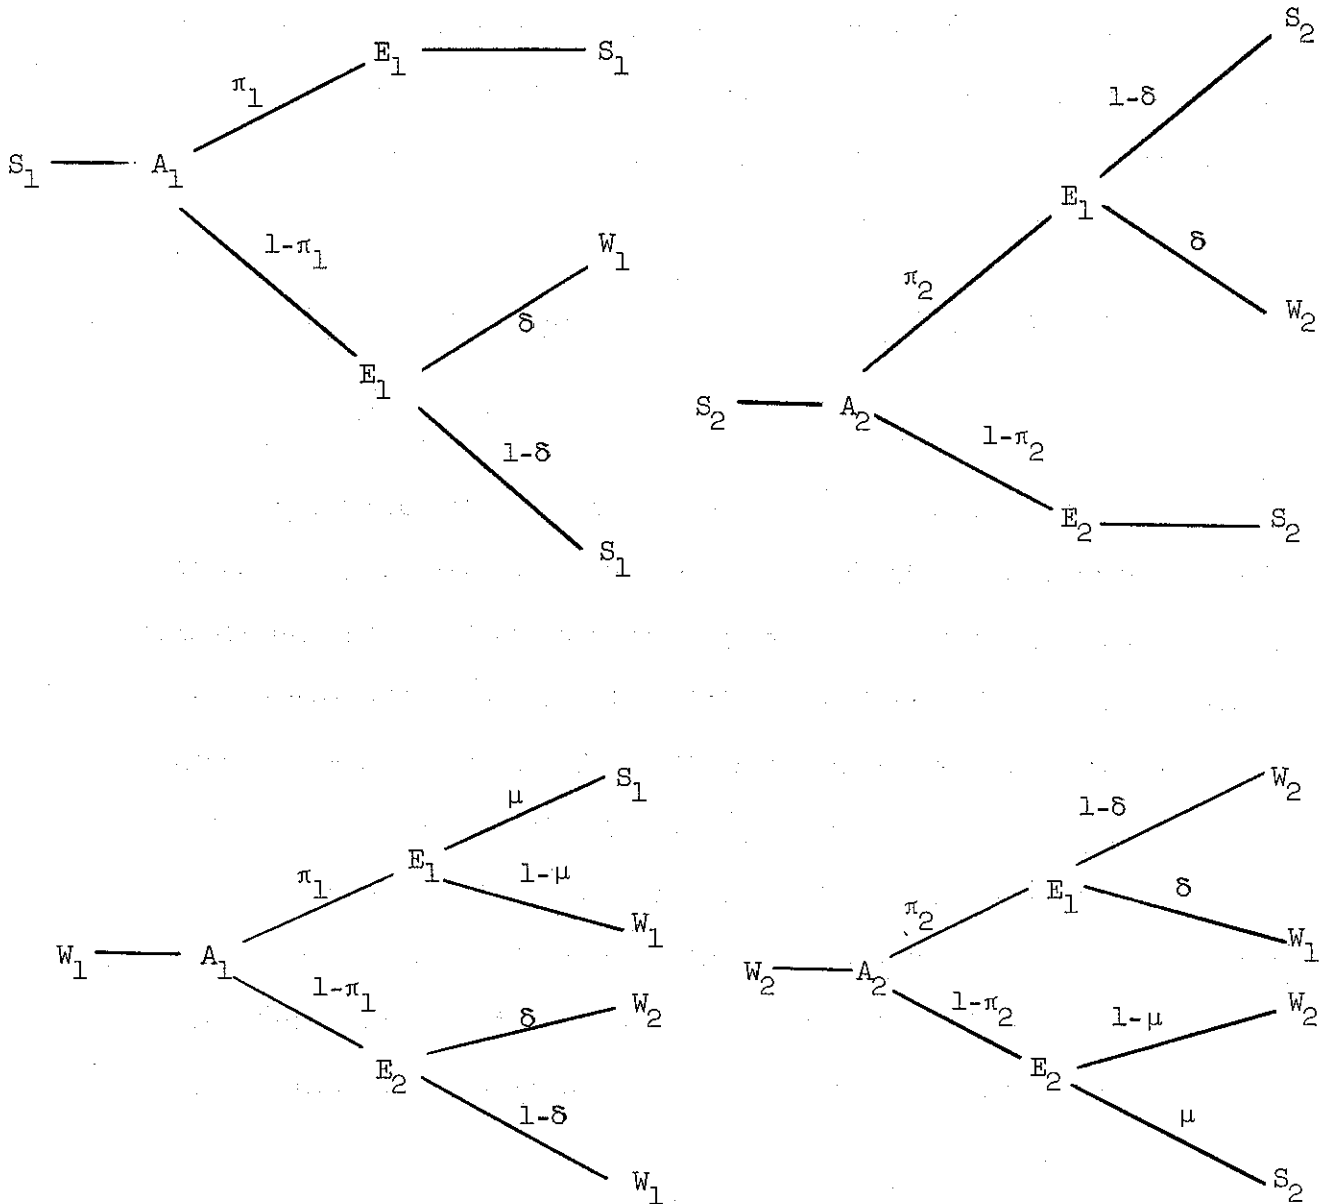 E₁ S₁
π₁
S₁ A₁
1-π₁
W₁
δ
E₁
1-δ
S₁
S₂
1-δ
E₁
δ
π₂
W₂
S₂ A₂
1-π₂
E₂ S₂
S₁
μ
E₁
π₁
1-μ
W₁
W₁ A₁
1-π₁
W₂
δ
E₂
1-δ
W₁
W₂
1-δ
E₁
δ
π₂
W₁
W₂ A₂
1-π₂
1-μ
W₂
E₂
μ
S₂